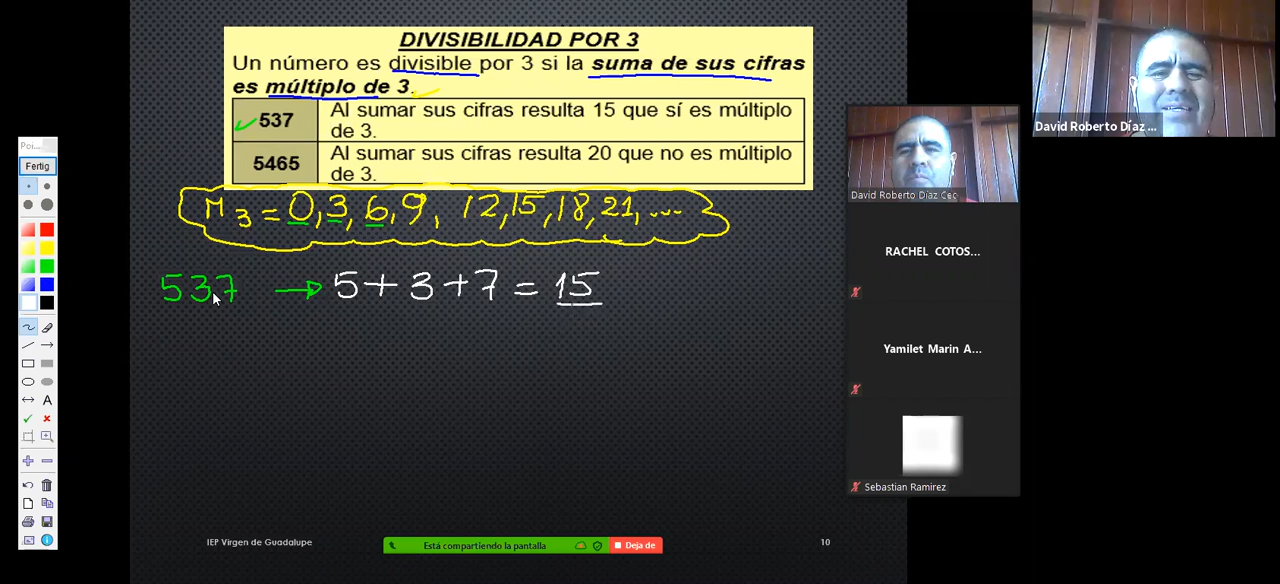 DIVISIBILIDAD POR 3
Un número es divisible por 3 si la suma de sus cifras
es múltiplo de 3.
537 Al sumar sus cifras resulta 15 que sí es múltiplo
de 3.
5465 Al sumar sus cifras resulta 20 que no es múltiplo
de 3.
M3 = 0, 3, 6, 9, 12, 15, 18, 21, ....
537 → 5 + 3 + 7 = 15
IEP Virgen de Guadalupe
10
Está compartiendo la pantalla
Deja de
Poi...
Fertig
A
David Roberto Díaz ...
David Roberto Díaz Cec
RACHEL COTOS...
Yamilet Marin A...
Sebastian Ramirez